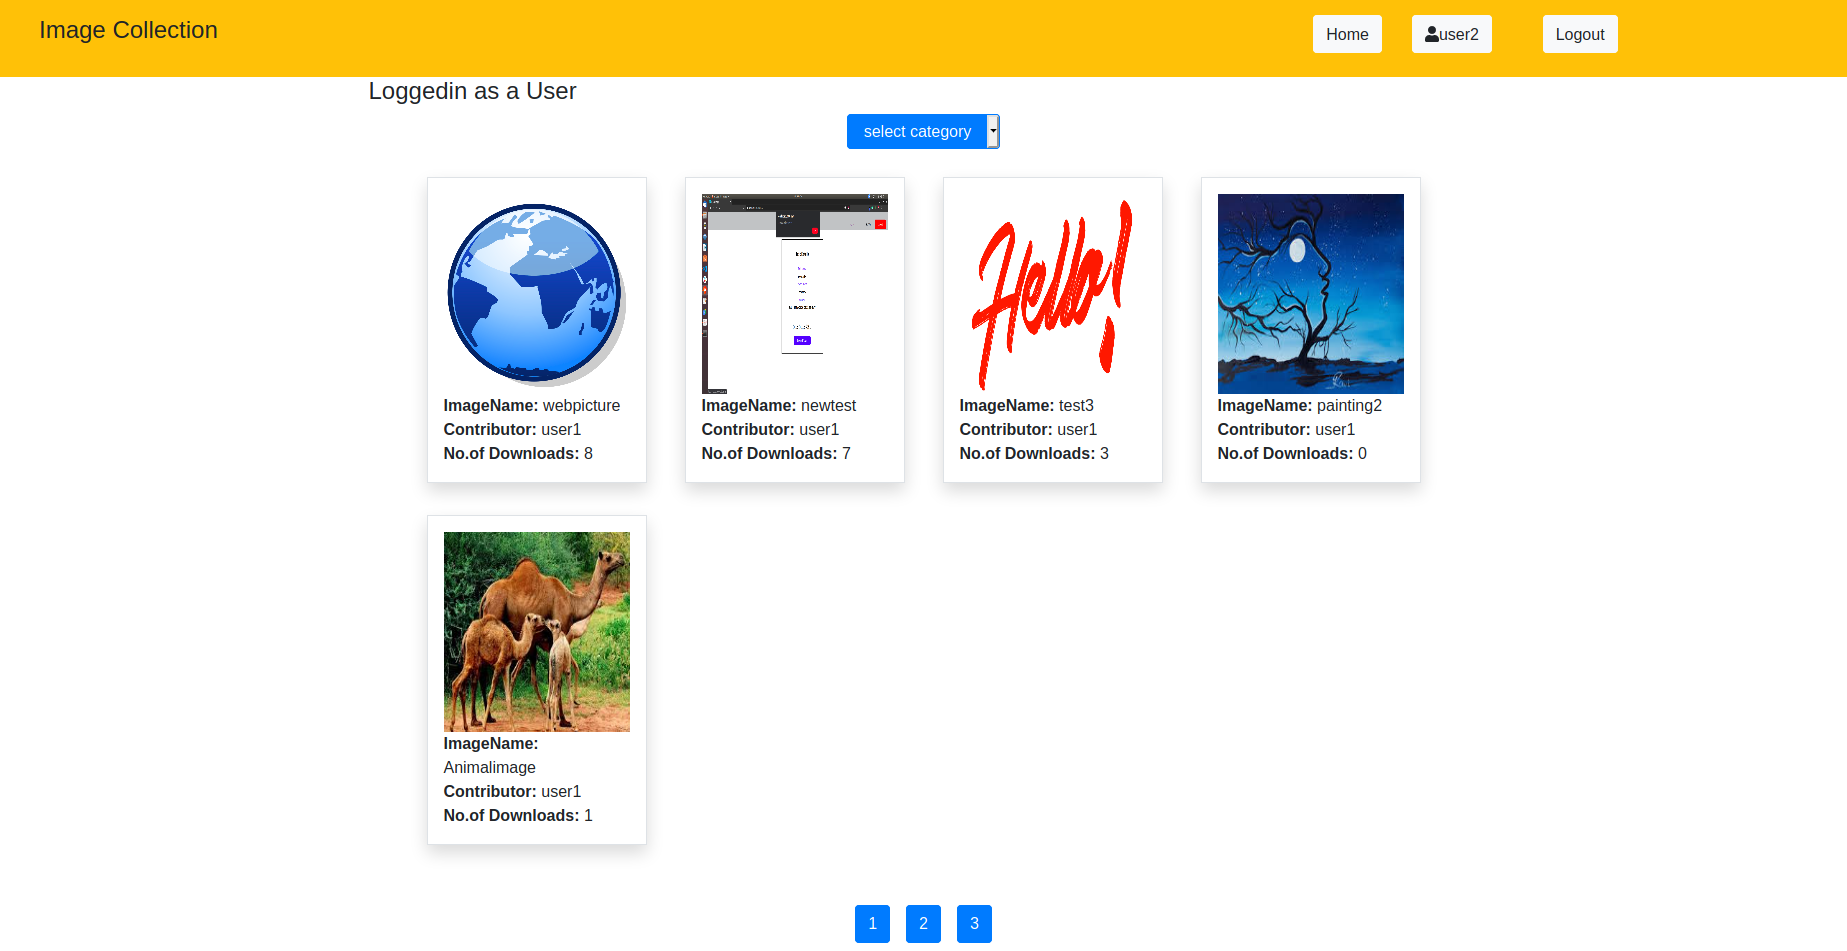 Image Collection
Home
user2
Logout
Loggedin as a User
select category
Hello!
ImageName: webpicture
Contributor: user1
No.of Downloads: 8
ImageName: newtest
Contributor: user1
No.of Downloads: 7
ImageName: test3
Contributor: user1
No.of Downloads: 3
ImageName: painting2
Contributor: user1
No.of Downloads: 0
ImageName:
Animalimage
Contributor: user1
No.of Downloads: 1
1
2
3